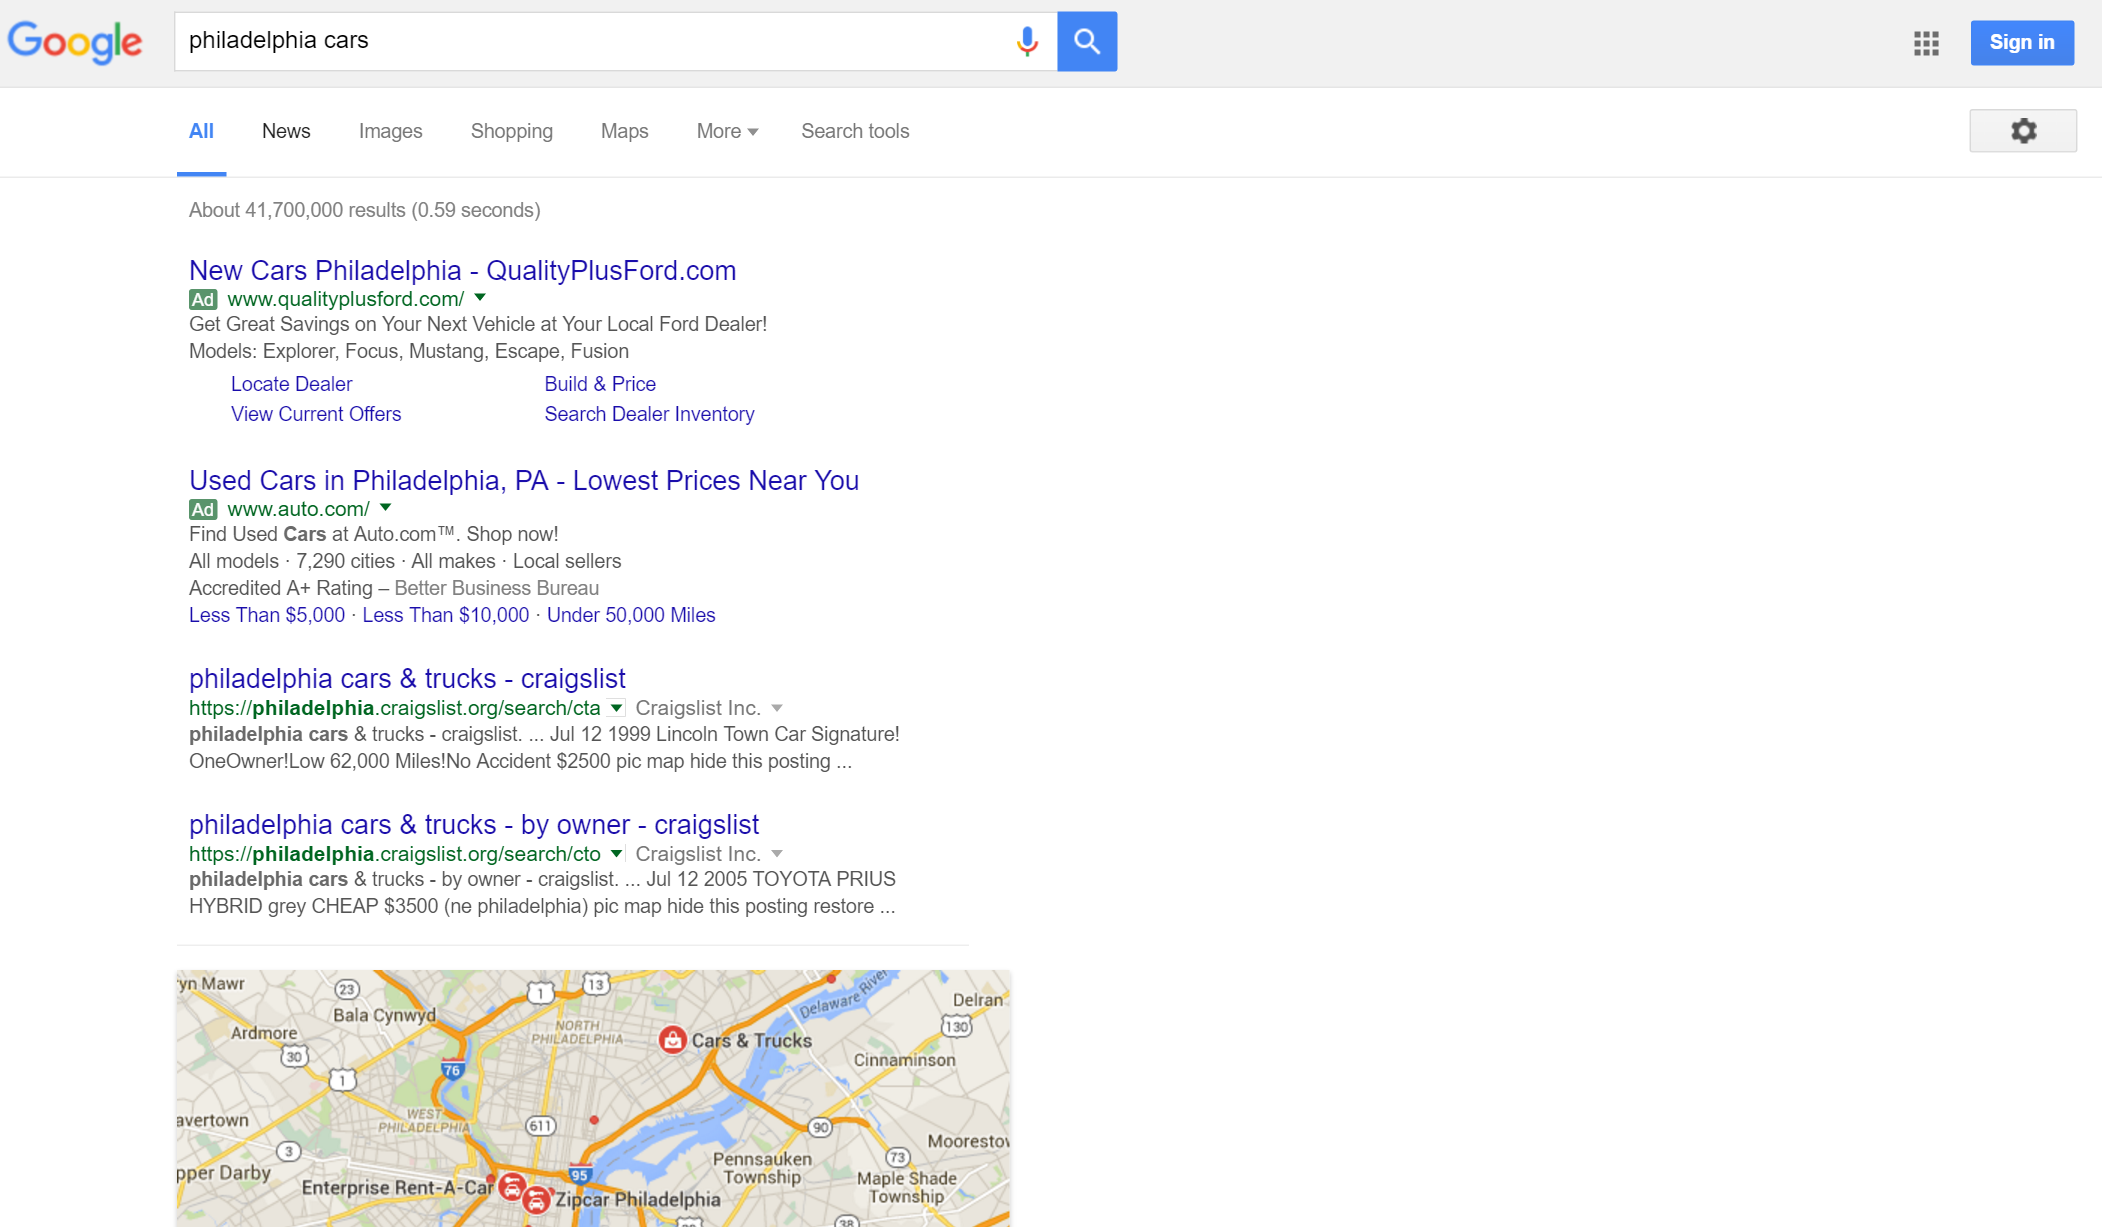 Google
philadelphia cars
Sign in
All News Images Shopping Maps More Search tools
About 41,700,000 results (0.59 seconds)
New Cars Philadelphia - QualityPlusFord.com
Ad www.qualityplusford.com/
Get Great Savings on Your Next Vehicle at Your Local Ford Dealer!
Models: Explorer, Focus, Mustang, Escape, Fusion
Locate Dealer Build & Price
View Current Offers Search Dealer Inventory
Used Cars in Philadelphia, PA - Lowest Prices Near You
Ad www.auto.com/
Find Used Cars at Auto.com™. Shop now!
All models · 7,290 cities · All makes · Local sellers
Accredited A+ Rating – Better Business Bureau
Less Than $5,000 · Less Than $10,000 · Under 50,000 Miles
philadelphia cars & trucks - craigslist
https://philadelphia.craigslist.org/search/cta Craigslist Inc.
philadelphia cars & trucks - craigslist. ... Jul 12 1999 Lincoln Town Car Signature!
OneOwner!Low 62,000 Miles!No Accident $2500 pic map hide this posting ...
philadelphia cars & trucks - by owner - craigslist
https://philadelphia.craigslist.org/search/cto Craigslist Inc.
philadelphia cars & trucks - by owner - craigslist. ... Jul 12 2005 TOYOTA PRIUS
HYBRID grey CHEAP $3500 (ne philadelphia) pic map hide this posting restore ...
yn Mawr
23
1
13
Delaware River
Delran
Bala Cynwyd
130
Ardmore
NORTH
PHILADELPHIA
Cars & Trucks
30
Cinnaminson
76
1
WEST
PHILADELPHIA
avertown
611
90
Moorestow
3
73
Pennsauken
Township
pper Darby
95
Maple Shade
Township
Enterprise Rent-A-Car
Zipcar Philadelphia
38